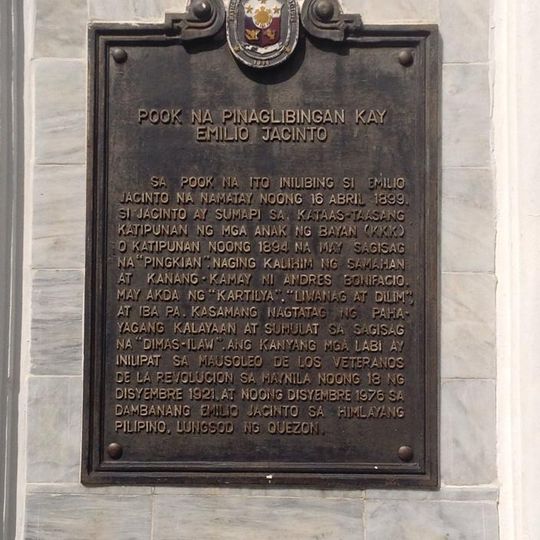 POOK NA PINAGLIBINGAN KAY
EMILIO JACINTO
SA POOK NA ITO INILIBING SI EMILIO
JACINTO NA NAMATAY NOONG 16 ABRIL 1899.
SI JACINTO AY SUMAPI SA KATAAS-TAASANG
KATIPUNAN NG MGA ANAK NG BAYAN (KKK)
O KATIPUNAN NOONG 1894 NA MAY SAGISAG
NA "PINGKIAN" NAGING KALIHIM NG SAMAHAN
AT KANANG-KAMAY NI ANDRES BONIFACIO.
MAY AKDA NG "KARTILYA", "LIWANAG AT DILIM",
AT IBA PA. KASAMANG NAGTATAG NG PAHA-
YAGANG KALAYAAN AT SUMULAT SA SAGISAG
NA "DIMAS-ILAW". ANG KANYANG MGA LABI AY
INILIPAT SA MAUSOLEO DE LOS VETERANOS
DE LA REVOLUCION SA MAYNILA NOONG 18 NG
DISYEMBRE 1921, AT NOONG DISYEMBRE 1976 SA
DAMBANANG EMILIO JACINTO SA HIMLAYANG
PILIPINO, LUNGSOD NG QUEZON.